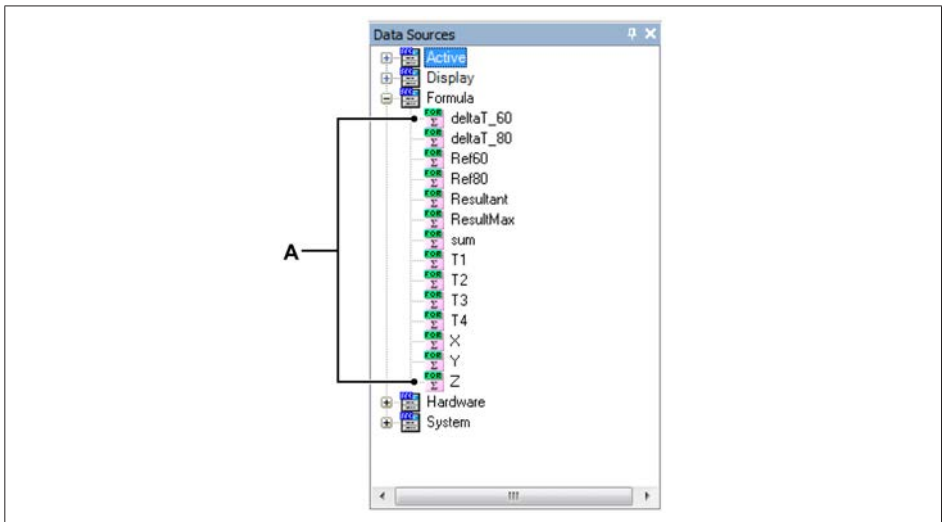 Data Sources
Active
Display
Formula
deltaT_60
deltaT_80
Ref60
Ref80
Resultant
ResultMax
sum
A
T1
T2
T3
T4
X
Y
Z
Hardware
System